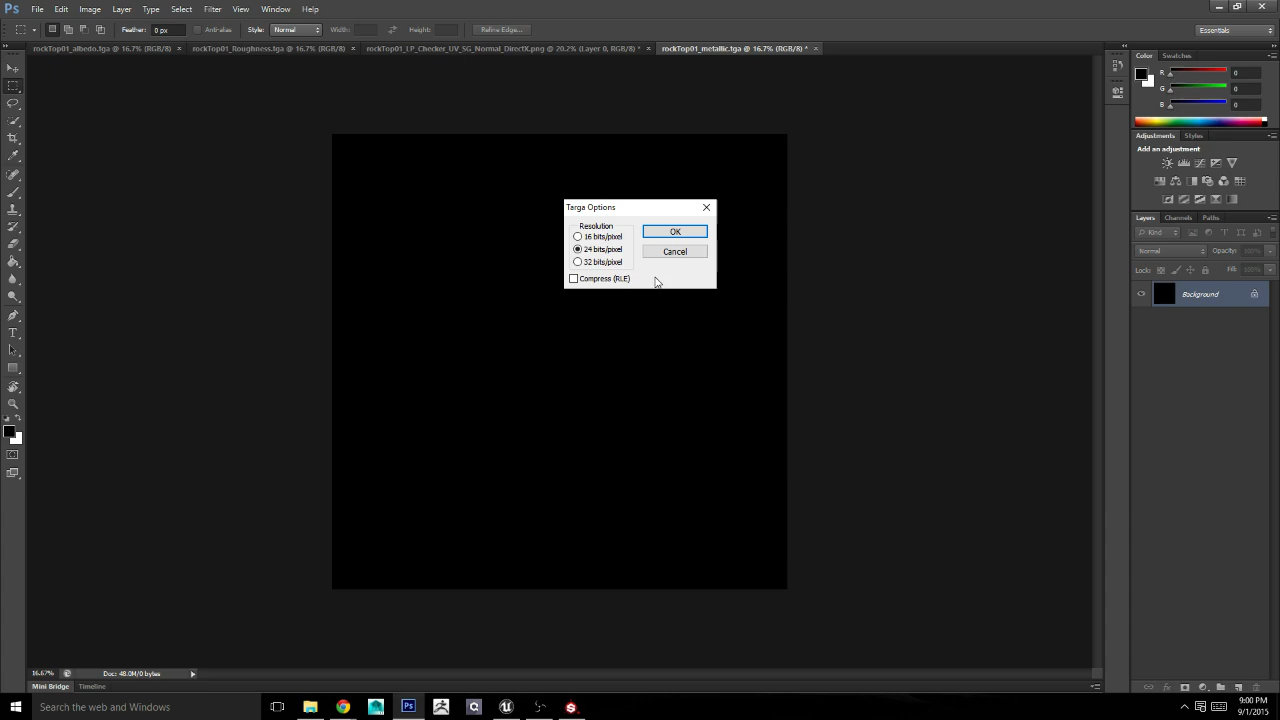 Ps File Edit Image Layer Type Select Filter View Window Help
Feather: 0 px Anti-alias Style: Normal Width: Height: Refine Edge... Essentials
rockTop01_albedo.tga @ 16.7% (RGB/8) × rockTop01_Roughness.tga @ 16.7% (RGB/8) × rockTop01_LP_Checker_UV_SG_Normal_DirectX.png @ 20.2% (Layer 0, RGB/8) * × rockTop01_metallic.tga @ 16.7% (RGB/8) * ×
Color Swatches
R 0
G 0
B 0
Adjustments Styles
Add an adjustment
Targa Options
Resolution
16 bits/pixel
24 bits/pixel
32 bits/pixel
Compress (RLE)
OK
Cancel
Layers Channels Paths
Kind
Normal Opacity: 100%
Lock: Fill: 100%
Background
16.67% Doc: 48.0M/0 bytes
Mini Bridge Timeline
Search the web and Windows
9:00 PM
9/1/2015